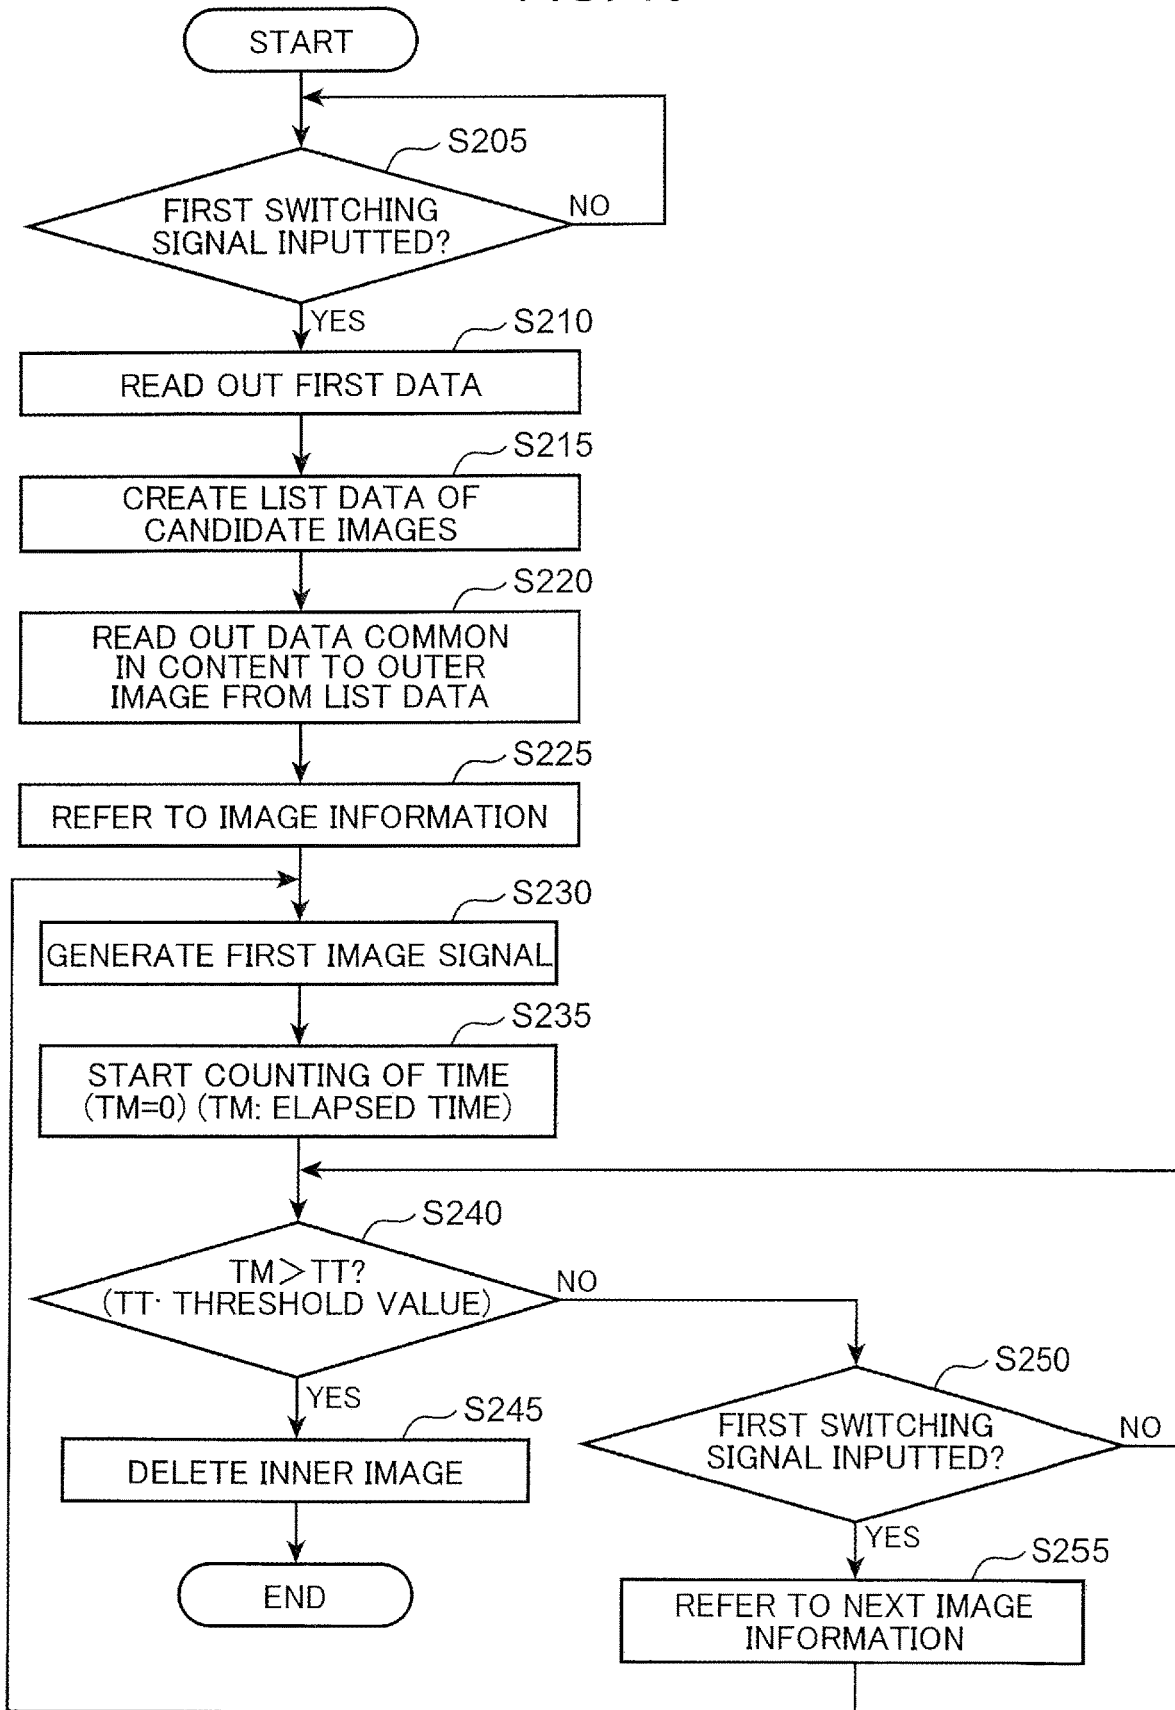 START
S205
FIRST SWITCHING
SIGNAL INPUTTED?
NO
YES
S210
READ OUT FIRST DATA
S215
CREATE LIST DATA OF
CANDIDATE IMAGES
S220
READ OUT DATA COMMON
IN CONTENT TO OUTER
IMAGE FROM LIST DATA
S225
REFER TO IMAGE INFORMATION
S230
GENERATE FIRST IMAGE SIGNAL
S235
START COUNTING OF TIME
(TM=0) (TM: ELAPSED TIME)
S240
TM>TT?
(TT· THRESHOLD VALUE)
NO
YES
S245
DELETE INNER IMAGE
END
S250
FIRST SWITCHING
SIGNAL INPUTTED?
NO
YES
S255
REFER TO NEXT IMAGE
INFORMATION